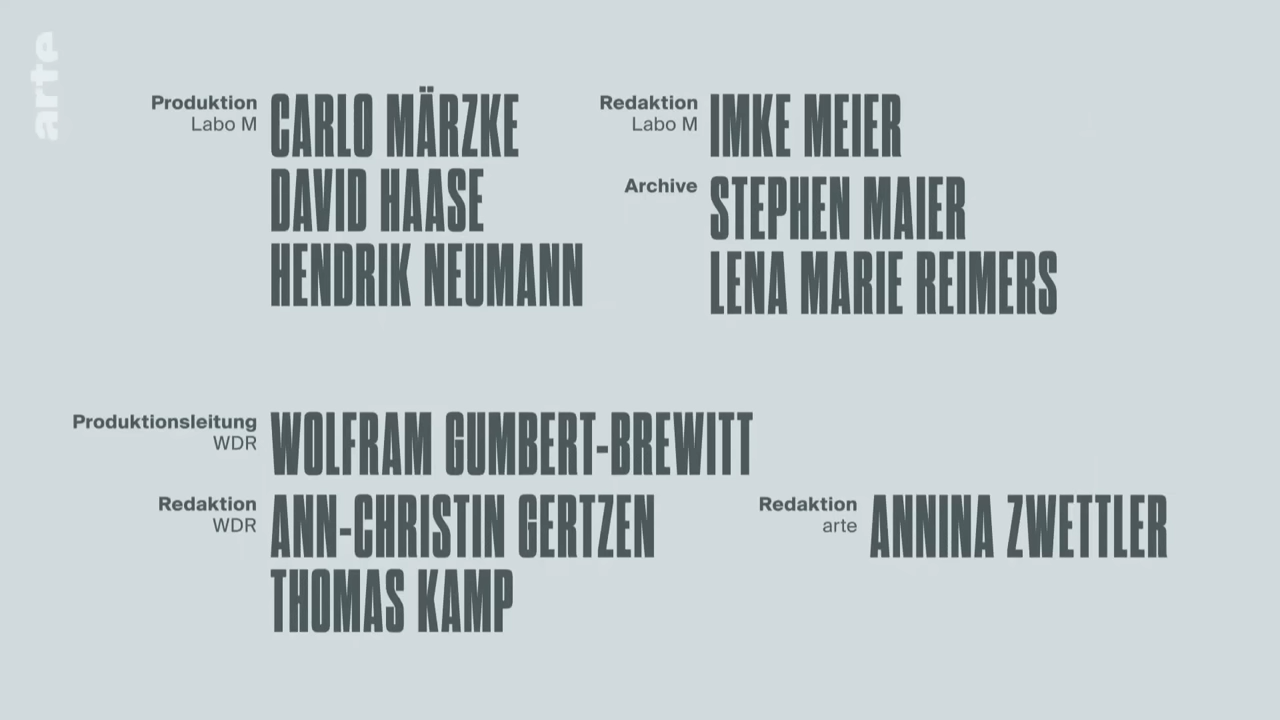 arte
Produktion
Labo M
CARLO MÄRZKE
DAVID HAASE
HENDRIK NEUMANN
Redaktion
Labo M
IMKE MEIER
Archive
STEPHEN MAIER
LENA MARIE REIMERS
Produktionsleitung
WDR
WOLFRAM GUMBERT-BREWITT
Redaktion
WDR
ANN-CHRISTIN GERTZEN
THOMAS KAMP
Redaktion
arte
ANNINA ZWETTLER